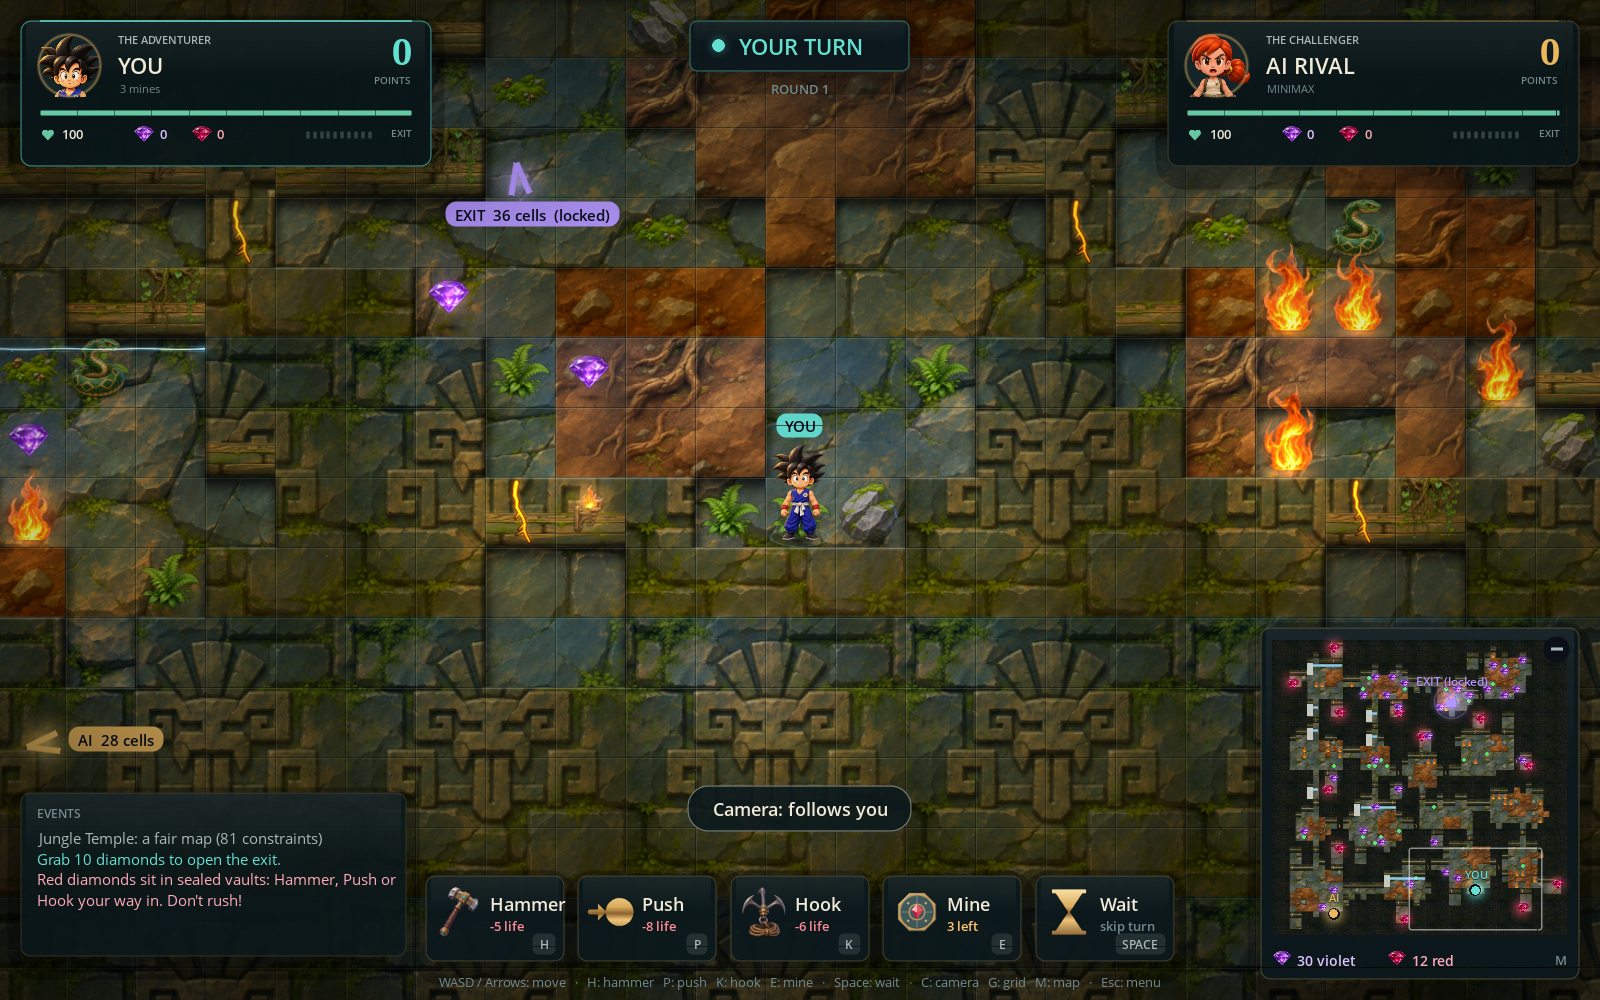 THE ADVENTURER
YOU
3 mines
0
POINTS
100
0
0
EXIT
YOUR TURN
ROUND 1
THE CHALLENGER
AI RIVAL
MINIMAX
0
POINTS
100
0
0
EXIT
EXIT 36 cells (locked)
YOU
AI 28 cells
Camera: follows you
EVENTS
Jungle Temple: a fair map (81 constraints)
Grab 10 diamonds to open the exit.
Red diamonds sit in sealed vaults: Hammer, Push or
Hook your way in. Don't rush!
Hammer
-5 life
H
Push
-8 life
P
Hook
-6 life
K
Mine
3 left
E
Wait
skip turn
SPACE
WASD / Arrows: move · H: hammer P: push K: hook E: mine · Space: wait · C: camera G: grid M: map · Esc: menu
EXIT (locked)
YOU
AI
30 violet
12 red
M